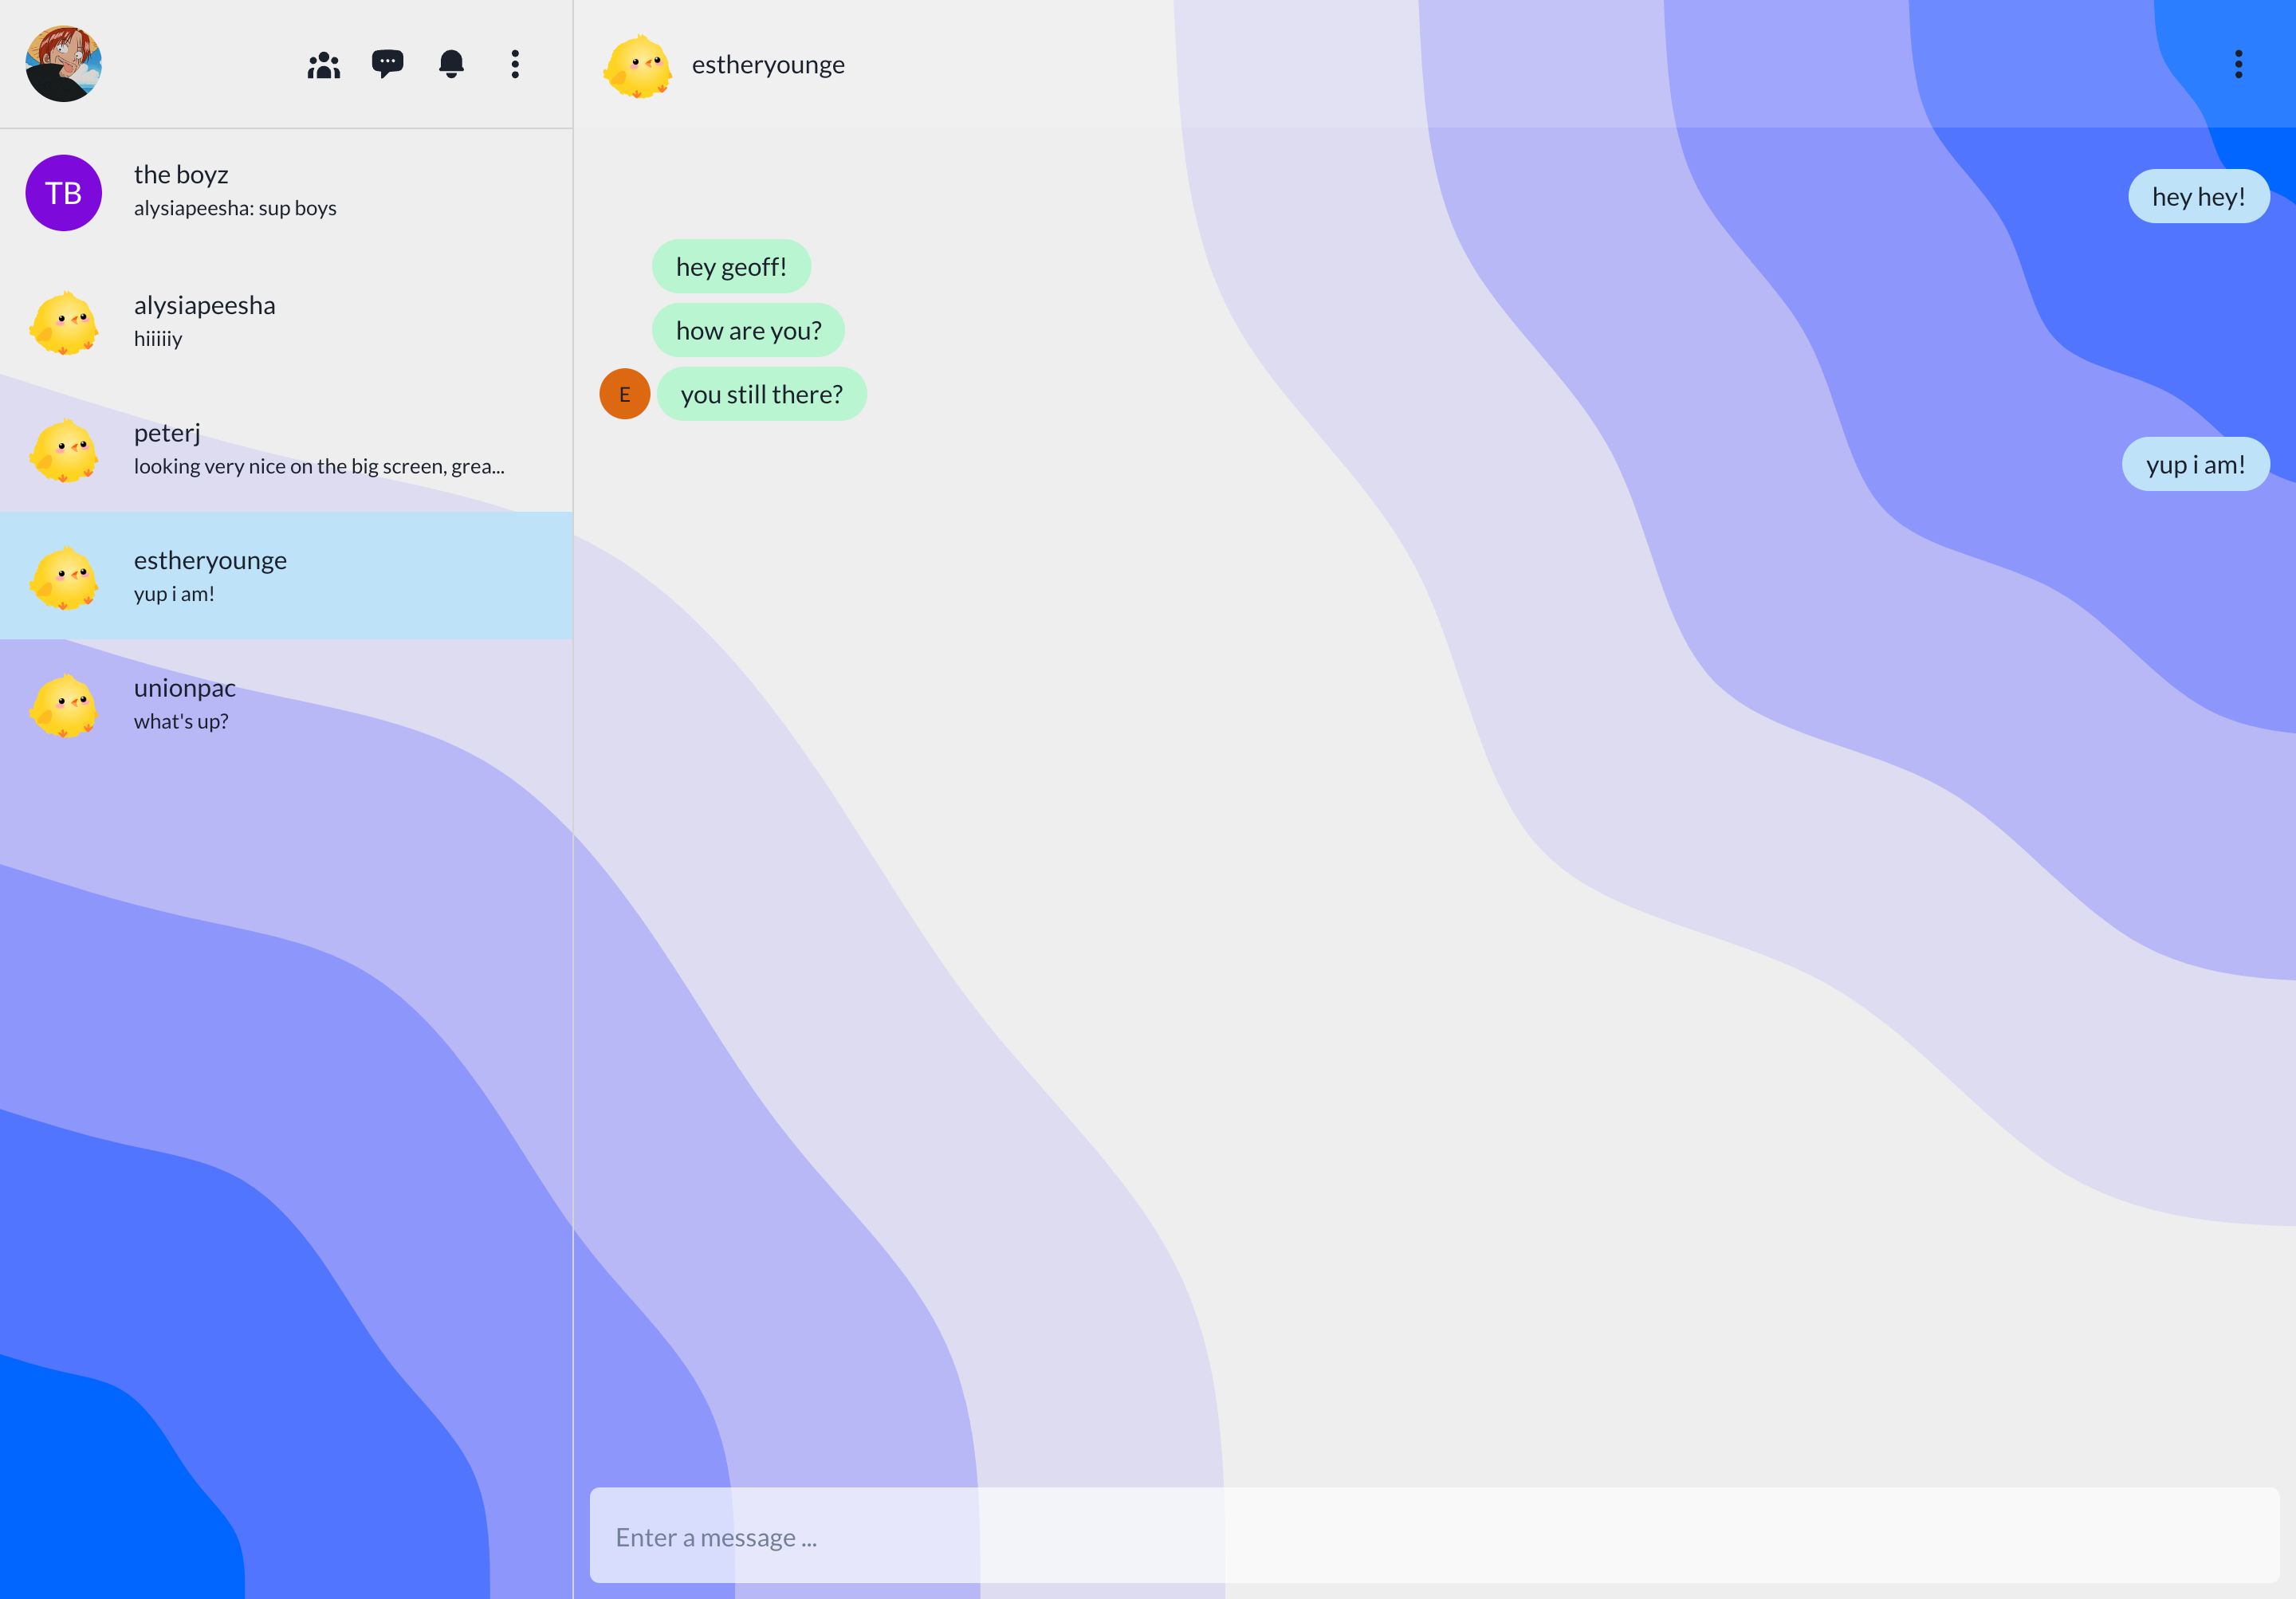 TB
the boyz
alysiapeesha: sup boys
alysiapeesha
hiiiiiy
peterj
looking very nice on the big screen, grea...
estheryounge
yup i am!
unionpac
what's up?
estheryounge
hey hey!
hey geoff!
how are you?
E
you still there?
yup i am!
Enter a message ...